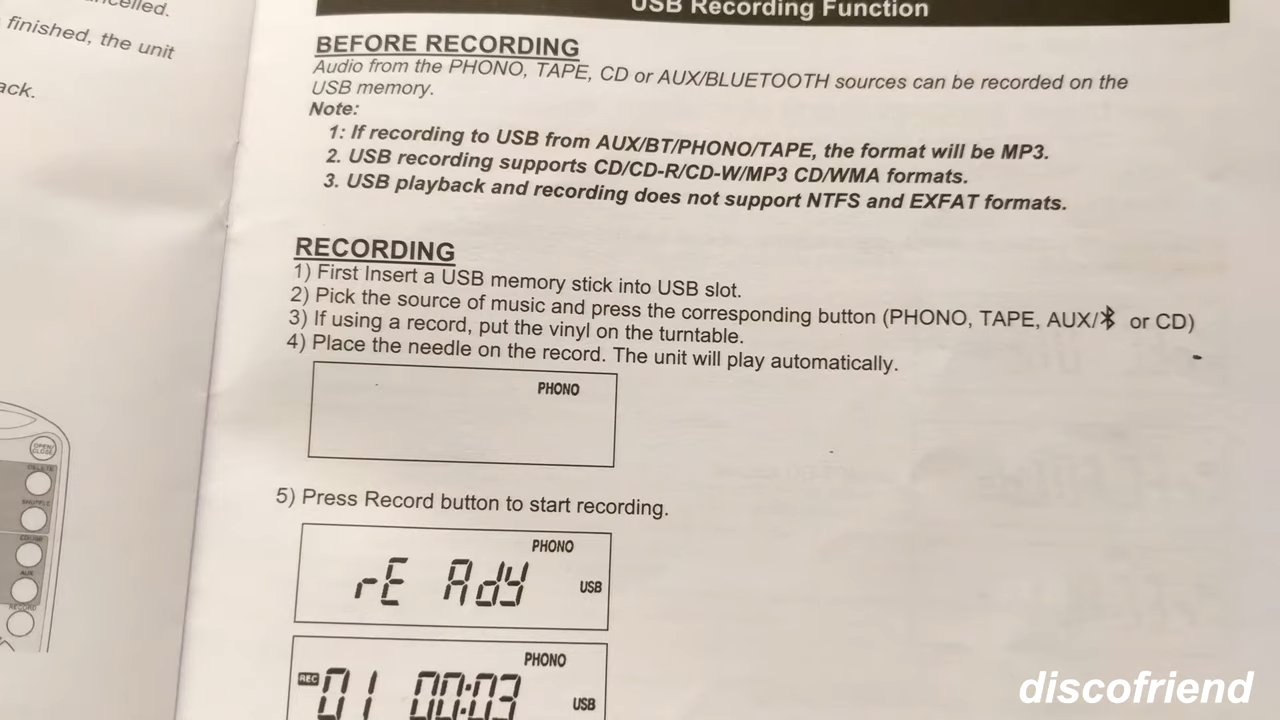 finished, the unit
USB Recording Function
BEFORE RECORDING
Audio from the PHONO, TAPE, CD or AUX/BLUETOOTH sources can be recorded on the
USB memory.
Note:
1: If recording to USB from AUX/BT/PHONO/TAPE, the format will be MP3.
2. USB recording supports CD/CD-R/CD-W/MP3 CD/WMA formats.
3. USB playback and recording does not support NTFS and EXFAT formats.
RECORDING
1) First Insert a USB memory stick into USB slot.
2) Pick the source of music and press the corresponding button (PHONO, TAPE, AUX/ or CD)
3) If using a record, put the vinyl on the turntable.
4) Place the needle on the record. The unit will play automatically.
PHONO
5) Press Record button to start recording.
PHONO
rE Ady
USB
PHONO
REC 01 00:03
USB
OPEN/
CLOSE
DELETE
SHUFFLE
AUX
RECORD
discofriend